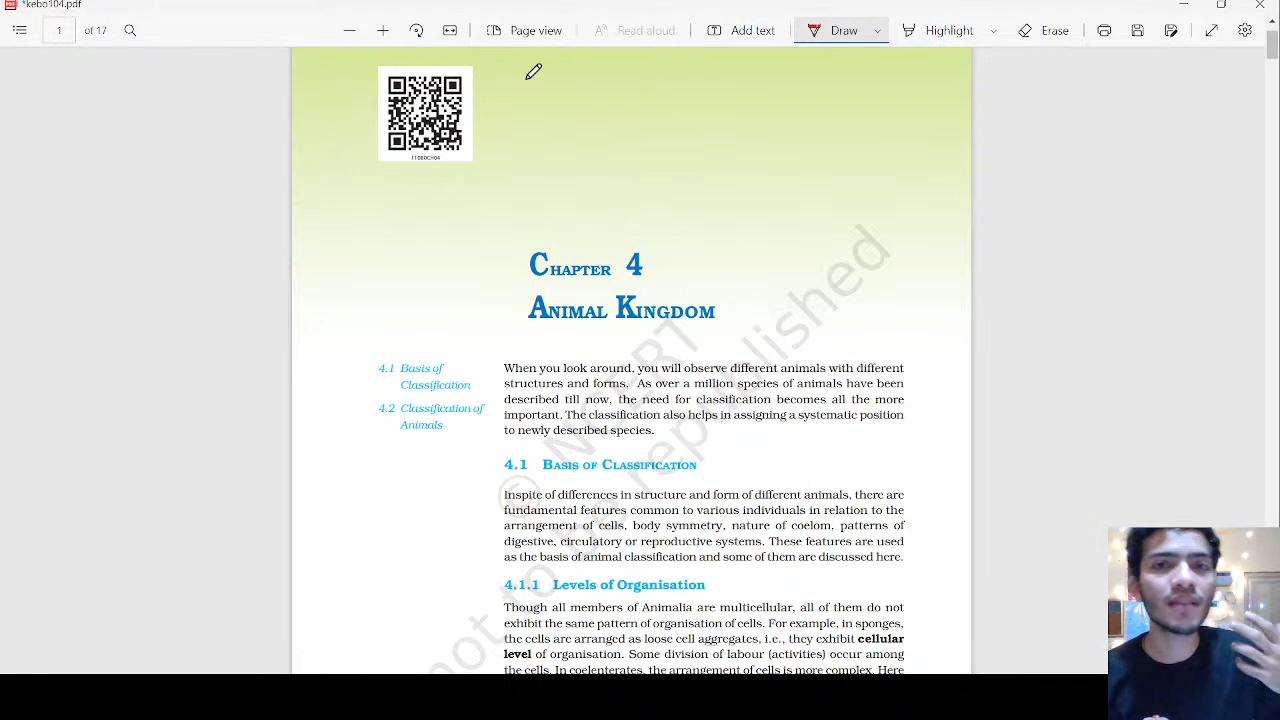 *kebo104.pdf
1 of 17
Page view
Read aloud
Add text
Draw
Highlight
Erase
11080CH04
CHAPTER 4
ANIMAL KINGDOM
4.1 Basis of
Classification
4.2 Classification of
Animals
When you look around, you will observe different animals with different
structures and forms. As over a million species of animals have been
described till now, the need for classification becomes all the more
important. The classification also helps in assigning a systematic position
to newly described species.
4.1 BASIS OF CLASSIFICATION
Inspite of differences in structure and form of different animals, there are
fundamental features common to various individuals in relation to the
arrangement of cells, body symmetry, nature of coelom, patterns of
digestive, circulatory or reproductive systems. These features are used
as the basis of animal classification and some of them are discussed here.
4.1.1 Levels of Organisation
Though all members of Animalia are multicellular, all of them do not
exhibit the same pattern of organisation of cells. For example, in sponges,
the cells are arranged as loose cell aggregates, i.e., they exhibit cellular
level of organisation. Some division of labour (activities) occur among
the cells. In coelenterates, the arrangement of cells is more complex. Here
© NCERT
not to be republished